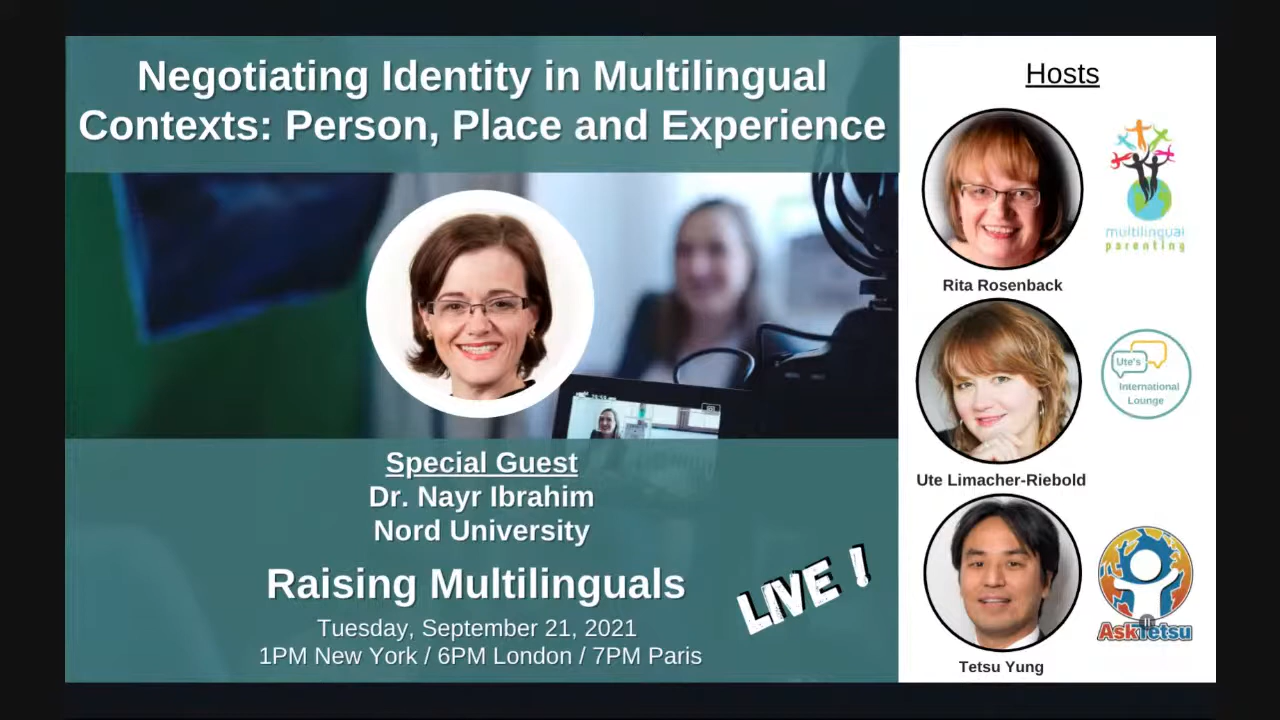 Negotiating Identity in Multilingual
Contexts: Person, Place and Experience
Special Guest
Dr. Nayr Ibrahim
Nord University
Raising Multilinguals
Tuesday, September 21, 2021
1PM New York / 6PM London / 7PM Paris
LIVE !
Hosts
multilingual
parenting
Rita Rosenback
Ute's
International
Lounge
Ute Limacher-Riebold
AskTetsu
Tetsu Yung